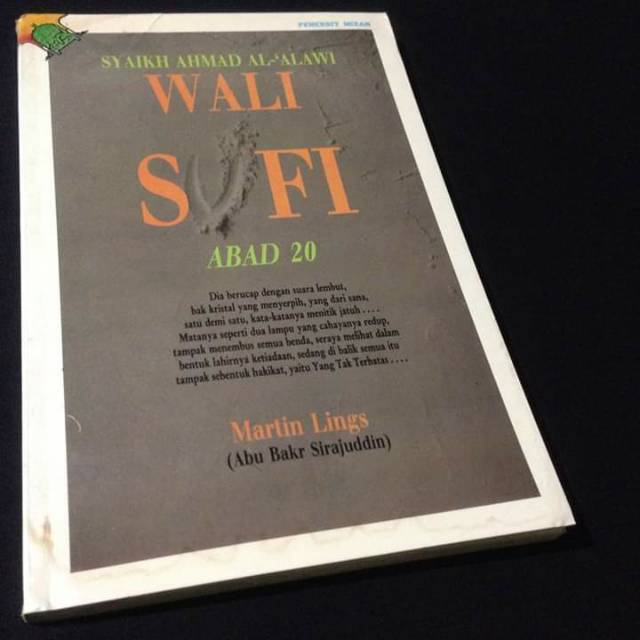 PENERBIT MIZAN
SYAIKH AHMAD AL-‘ALAWI
WALI
SUFI
ABAD 20
Dia berucap dengan suara lembut,
bak kristal yang menyerpih, yang dari sana,
satu demi satu, kata-katanya menitik jatuh . . . .
Matanya seperti dua lampu yang cahayanya redup,
tampak menembus semua benda, seraya melihat dalam
bentuk lahirnya ketiadaan, sedang di balik semua itu
tampak sebentuk hakikat, yaitu Yang Tak Terbatas . . . .
Martin Lings
(Abu Bakr Sirajuddin)